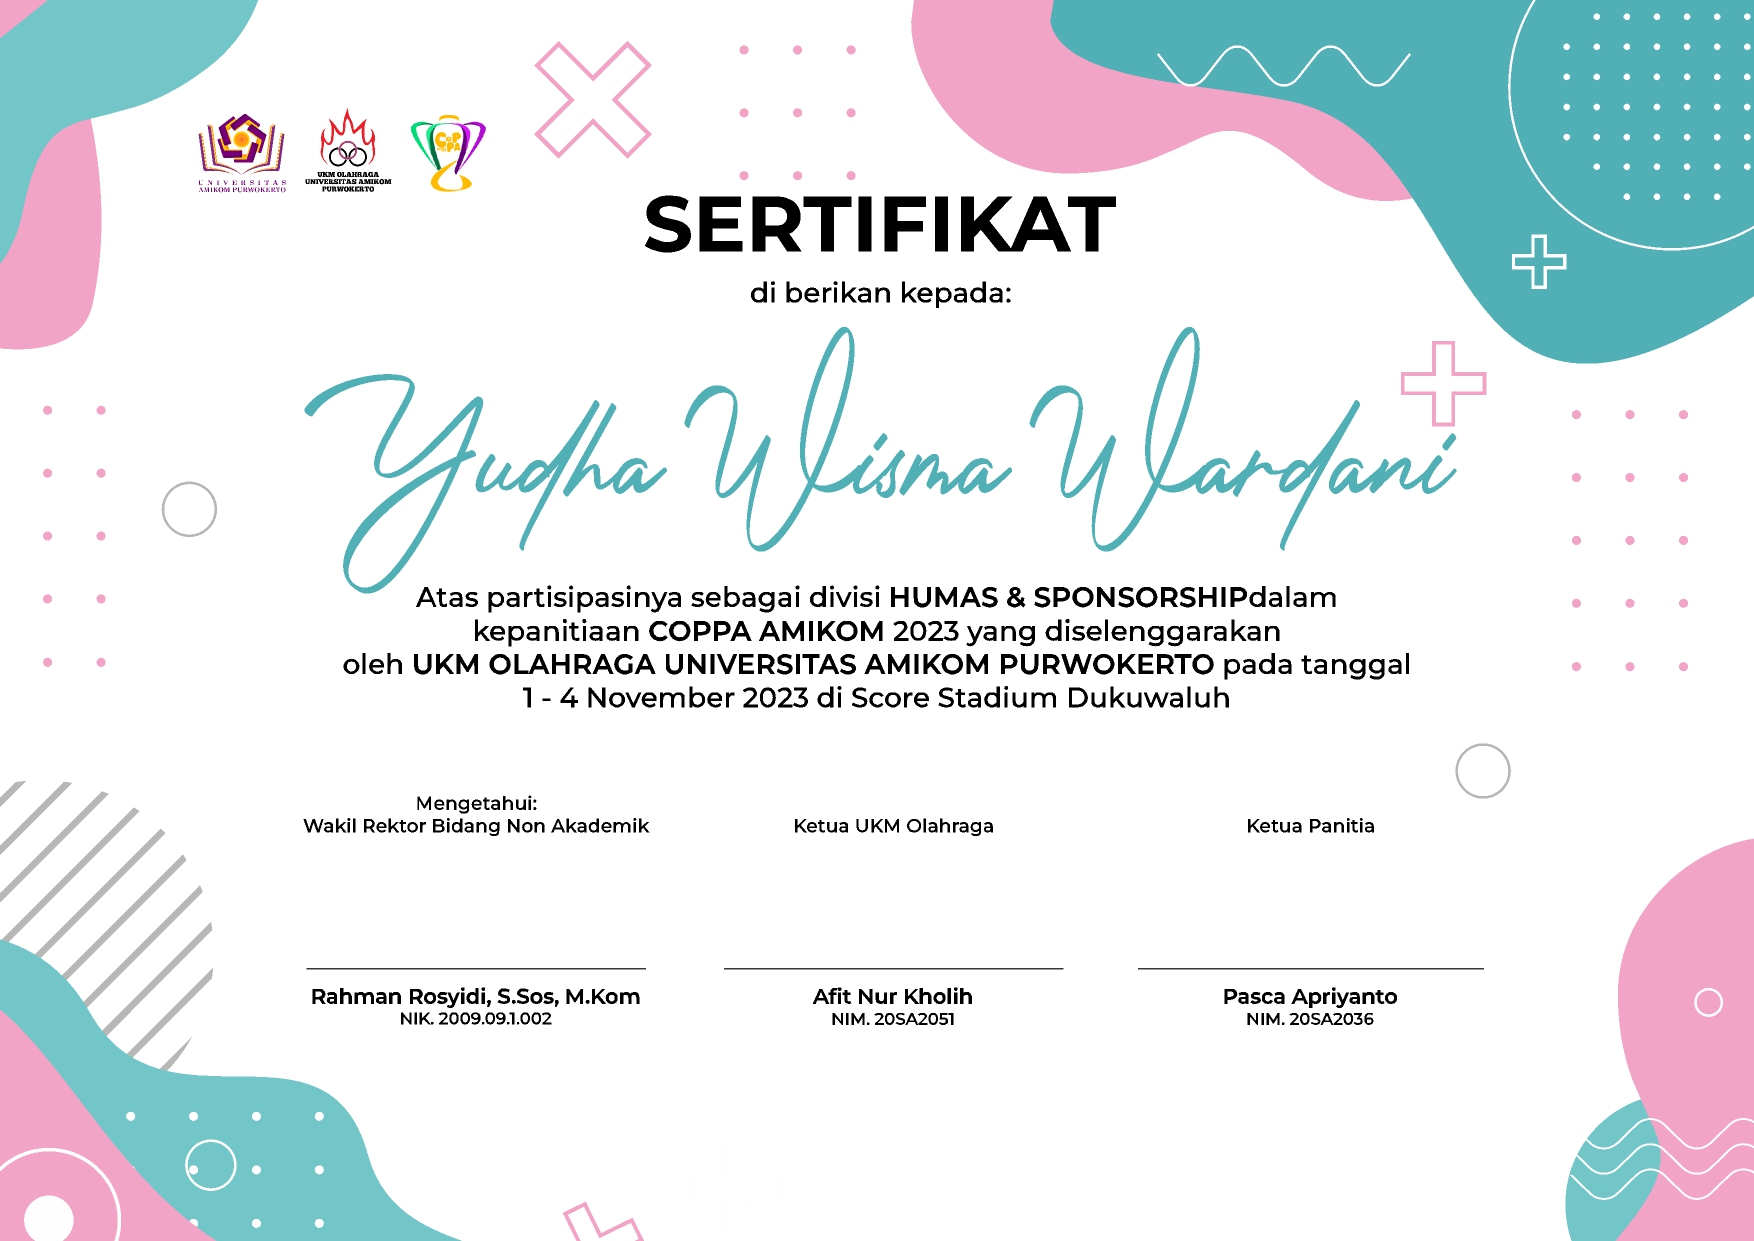 UNIVERSITAS
AMIKOM PURWOKERTO
UKM OLAHRAGA
UNIVERSITAS AMIKOM
PURWOKERTO
COPPA
SERTIFIKAT
di berikan kepada:
Yudha Wisma Wardani
Atas partisipasinya sebagai divisi HUMAS & SPONSORSHIPdalam
kepanitiaan COPPA AMIKOM 2023 yang diselenggarakan
oleh UKM OLAHRAGA UNIVERSITAS AMIKOM PURWOKERTO pada tanggal
1 - 4 November 2023 di Score Stadium Dukuwaluh
Mengetahui:
Wakil Rektor Bidang Non Akademik
Ketua UKM Olahraga
Ketua Panitia
Rahman Rosyidi, S.Sos, M.Kom
NIK. 2009.09.1.002
Afit Nur Kholih
NIM. 20SA2051
Pasca Apriyanto
NIM. 20SA2036